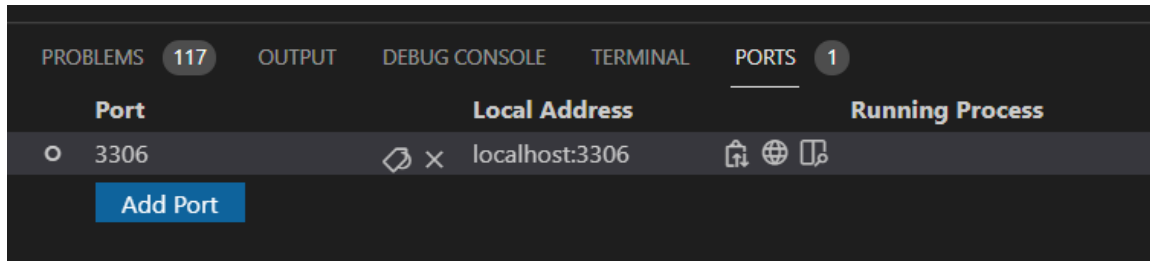 PROBLEMS 117 OUTPUT DEBUG CONSOLE TERMINAL PORTS 1
Port Local Address Running Process
3306 localhost:3306
Add Port